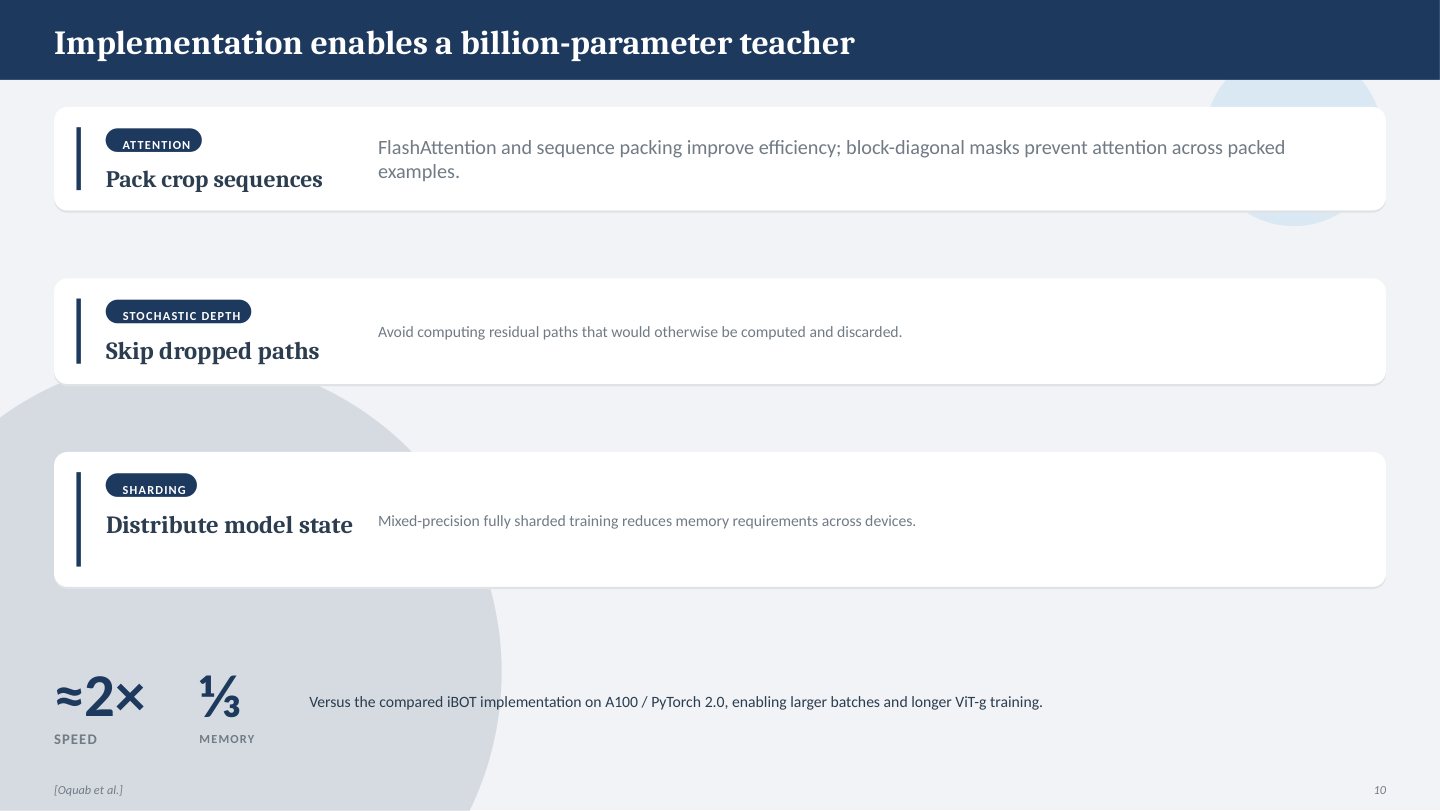 Implementation enables a billion-parameter teacher
ATTENTION
Pack crop sequences
FlashAttention and sequence packing improve efficiency; block-diagonal masks prevent attention across packed
examples.
STOCHASTIC DEPTH
Skip dropped paths
Avoid computing residual paths that would otherwise be computed and discarded.
SHARDING
Distribute model state
Mixed-precision fully sharded training reduces memory requirements across devices.
≈2×
SPEED
⅓
MEMORY
Versus the compared iBOT implementation on A100 / PyTorch 2.0, enabling larger batches and longer ViT-g training.
[Oquab et al.]
10